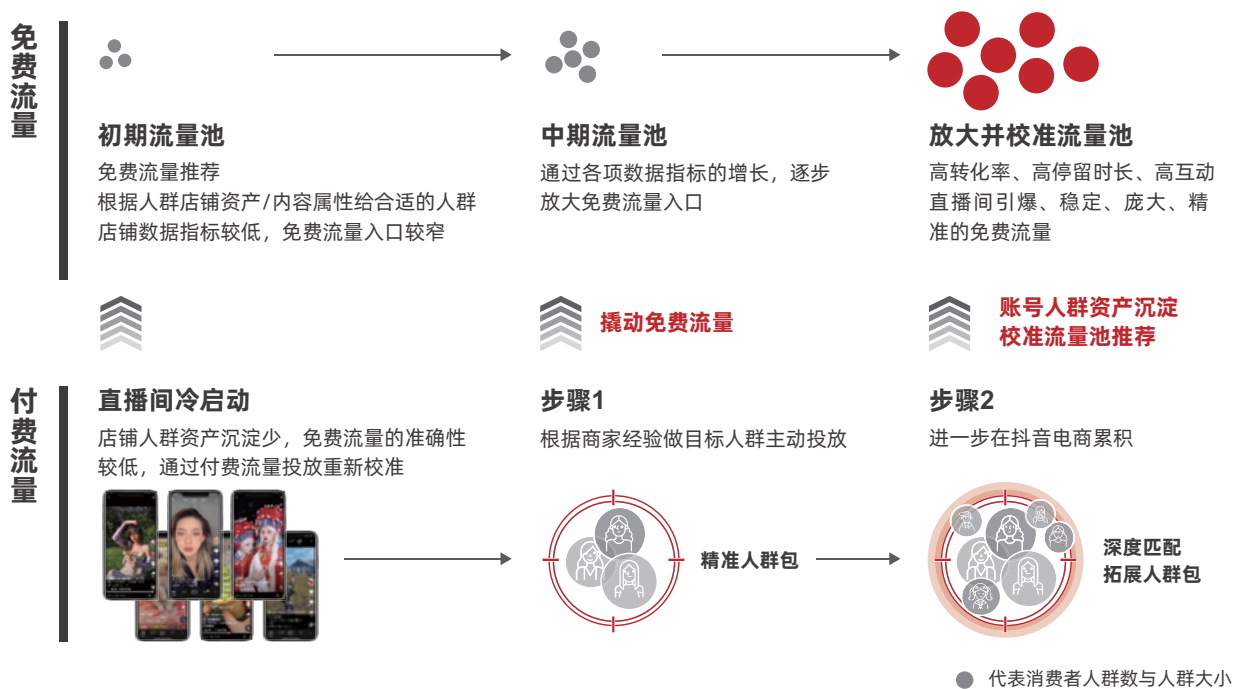 免费流量
初期流量池
免费流量推荐
根据人群店铺资产/内容属性给合适的人群
店铺数据指标较低，免费流量入口较窄
中期流量池
通过各项数据指标的增长，逐步
放大免费流量入口
放大并校准流量池
高转化率、高停留时长、高互动
直播间引爆、稳定、庞大、精
准的免费流量
撬动免费流量
账号人群资产沉淀
校准流量池推荐
付费流量
直播间冷启动
店铺人群资产沉淀少，免费流量的准确性
较低，通过付费流量投放重新校准
步骤1
根据商家经验做目标人群主动投放
精准人群包
步骤2
进一步在抖音电商累积
深度匹配
拓展人群包
代表消费者人群数与人群大小